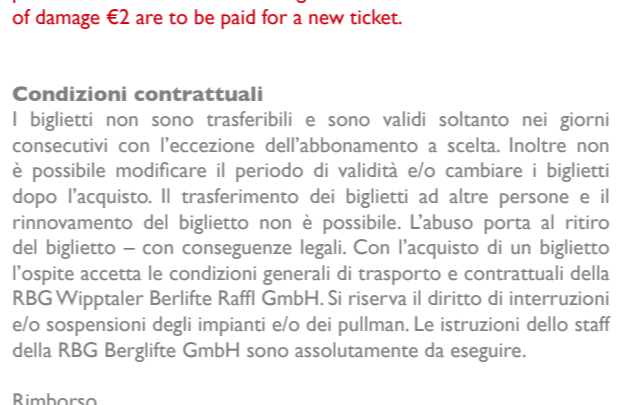 of damage €2 are to be paid for a new ticket.
Condizioni contrattuali
I biglietti non sono trasferibili e sono validi soltanto nei giorni
consecutivi con l’eccezione dell’abbonamento a scelta. Inoltre non
è possibile modificare il periodo di validità e/o cambiare i biglietti
dopo l’acquisto. Il trasferimento dei biglietti ad altre persone e il
rinnovamento del biglietto non è possibile. L’abuso porta al ritiro
del biglietto – con conseguenze legali. Con l’acquisto di un biglietto
l’ospite accetta le condizioni generali di trasporto e contrattuali della
RBG Wipptaler Berlifte Raffl GmbH. Si riserva il diritto di interruzioni
e/o sospensioni degli impianti e/o dei pullman. Le istruzioni dello staff
della RBG Berglifte GmbH sono assolutamente da eseguire.
Rimborso